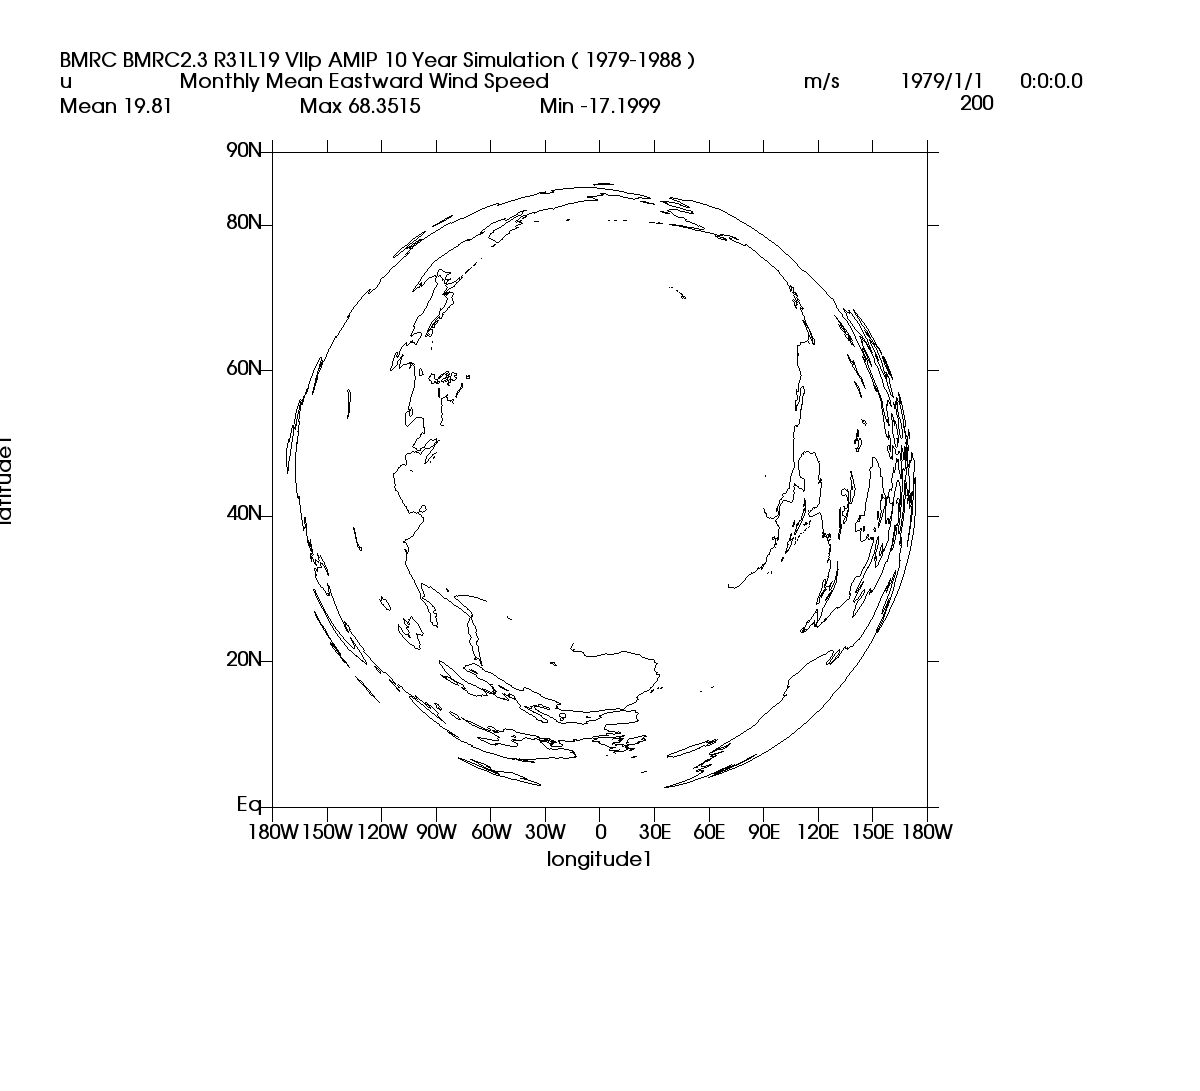 BMRC BMRC2.3 R31L19 VIIp AMIP 10 Year Simulation ( 1979-1988 )
u Monthly Mean Eastward Wind Speed m/s 1979/1/1 0:0:0.0
Mean 19.81 Max 68.3515 Min -17.1999 200
90N
80N
60N
40N
20N
Eq
latitude1
180W 150W 120W 90W 60W 30W 0 30E 60E 90E 120E 150E 180W
longitude1